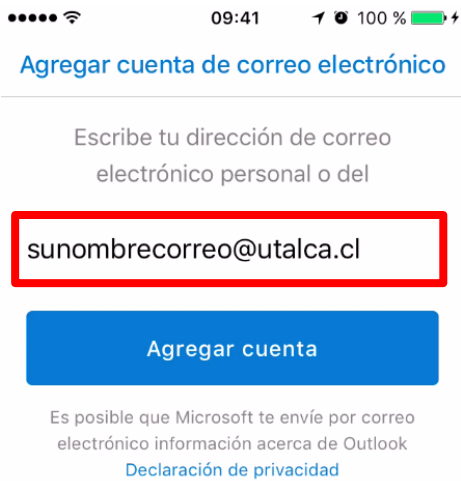 09:41 100 %
Agregar cuenta de correo electrónico
Escribe tu dirección de correo
electrónico personal o del
sunombrecorreo@utalca.cl
Agregar cuenta
Es posible que Microsoft te envíe por correo
electrónico información acerca de Outlook
Declaración de privacidad